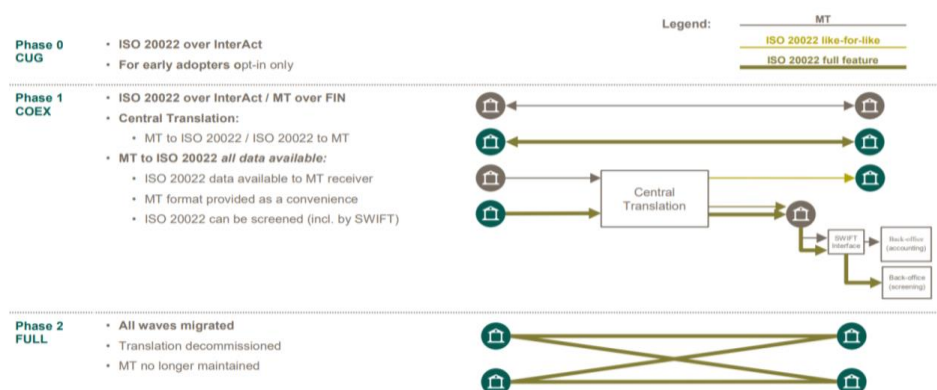 Legend:
MT
ISO 20022 like-for-like
ISO 20022 full feature
Phase 0
CUG
• ISO 20022 over InterAct
• For early adopters opt-in only
Phase 1
COEX
• ISO 20022 over InterAct / MT over FIN
• Central Translation:
• MT to ISO 20022 / ISO 20022 to MT
• MT to ISO 20022 all data available:
• ISO 20022 data available to MT receiver
• MT format provided as a convenience
• ISO 20022 can be screened (incl. by SWIFT)
Central
Translation
SWIFT
Interface
Back-office
(accounting)
Back-office
(screening)
Phase 2
FULL
• All waves migrated
• Translation decommissioned
• MT no longer maintained